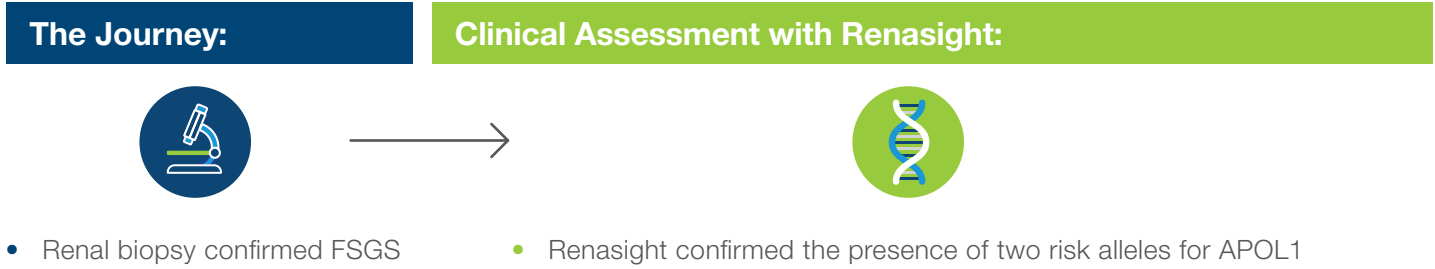 The Journey:
Clinical Assessment with Renasight:
• Renal biopsy confirmed FSGS
• Renasight confirmed the presence of two risk alleles for APOL1